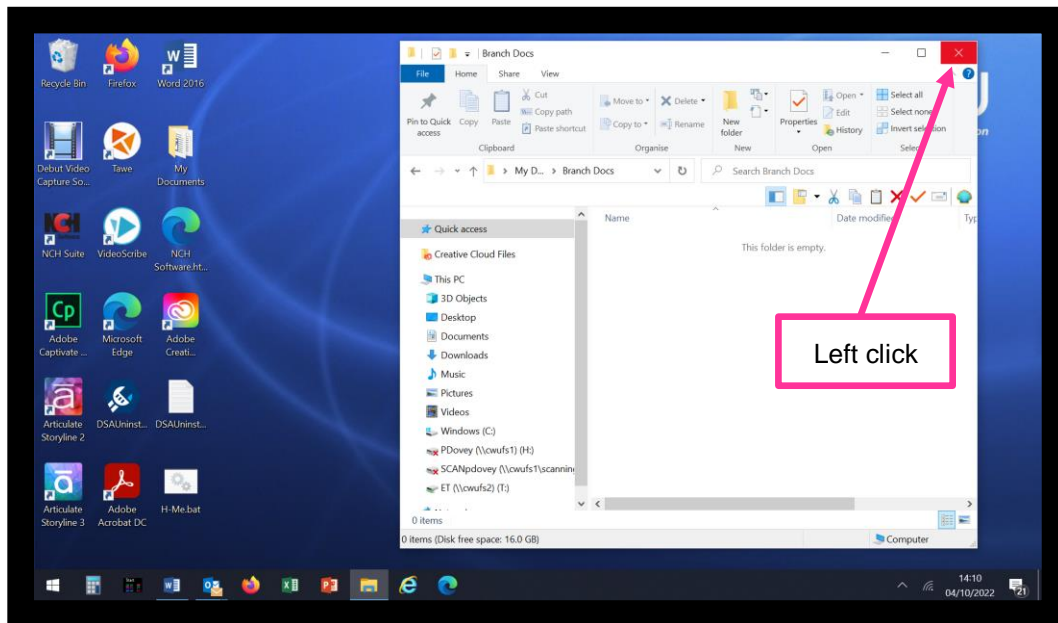 Recycle Bin
Firefox
Word 2016
Debut Video
Capture So...
Tawe
My
Documents
NCH Suite
VideoScribe
NCH
Software.ht...
Adobe
Captivate ...
Microsoft
Edge
Adobe
Creati...
Articulate
Storyline 2
DSAUninst...
DSAUninst...
Articulate
Storyline 3
Adobe
Acrobat DC
H-Me.bat
Branch Docs
File Home Share View
Pin to Quick
access
Copy
Paste
Cut
Copy path
Paste shortcut
Clipboard
Move to
Copy to
Delete
Rename
Organise
New
folder
New
Properties
Open
Edit
History
Open
Select all
Select none
Invert selection
My D... > Branch Docs
Search Branch Docs
Name Date modified
Quick access
Creative Cloud Files
This PC
3D Objects
Desktop
Documents
Downloads
Music
Pictures
Videos
Windows (C:)
PDovey (\\cwufs1) (H:)
SCANpdovey (\\cwufs1\scanning
ET (\\cwufs2) (T:)
This folder is empty.
Left click
0 items
0 items (Disk free space: 16.0 GB)
Computer
14:10
04/10/2022
21